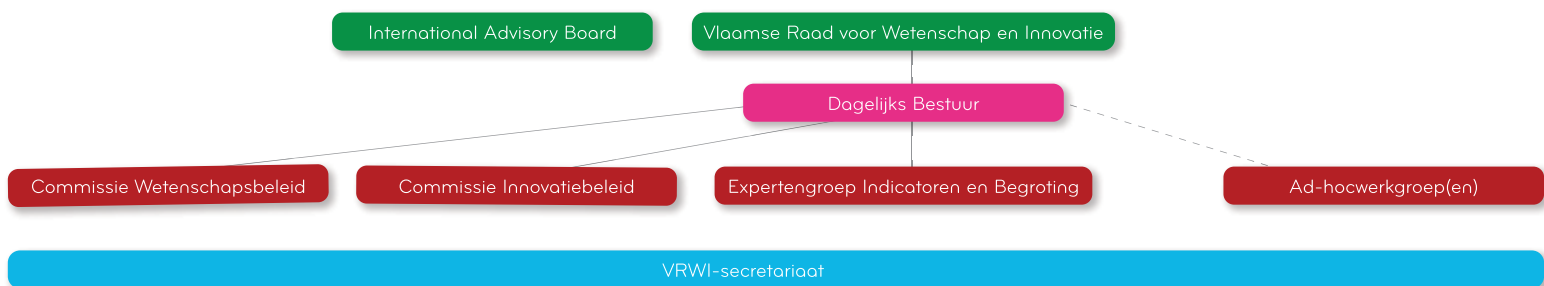 International Advisory Board
Vlaamse Raad voor Wetenschap en Innovatie
Dagelijks Bestuur
Commissie Wetenschapsbeleid
Commissie Innovatiebeleid
Expertengroep Indicatoren en Begroting
Ad-hocwerkgroep(en)
VRWI-secretariaat